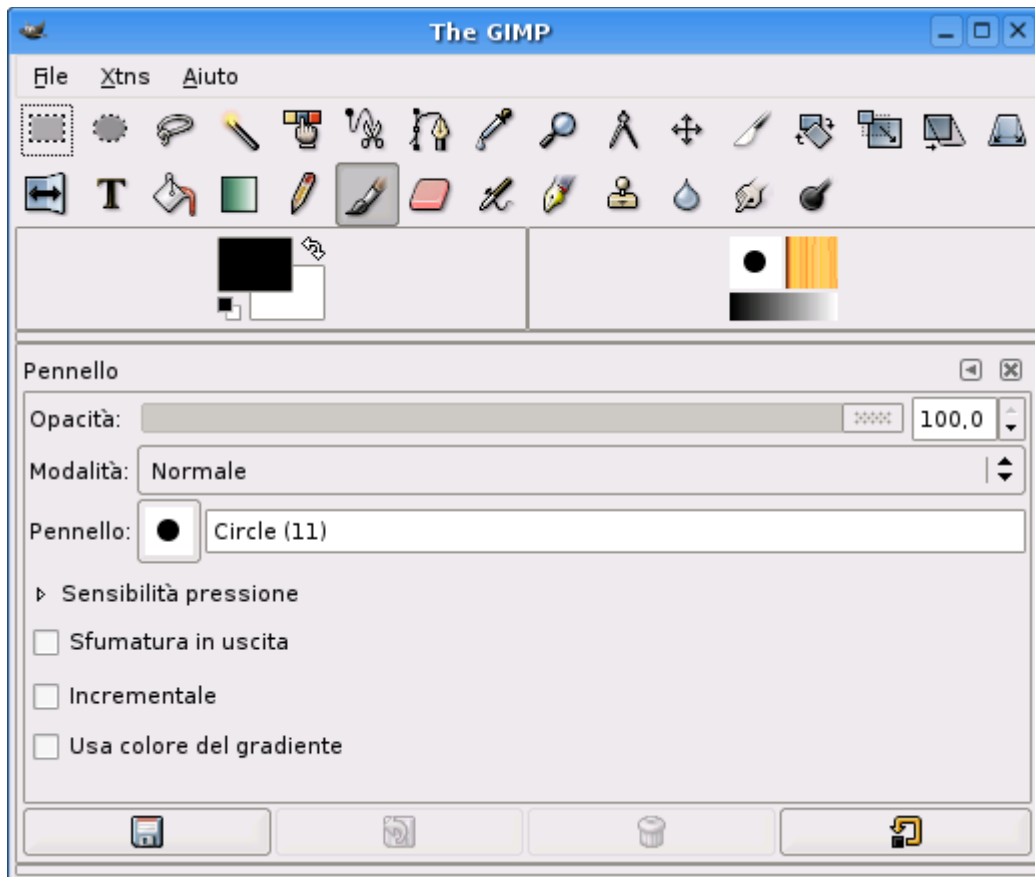 The GIMP
File Xtns Aiuto
Pennello
Opacità: 100,0
Modalità: Normale
Pennello: Circle (11)
Sensibilità pressione
Sfumatura in uscita
Incrementale
Usa colore del gradiente